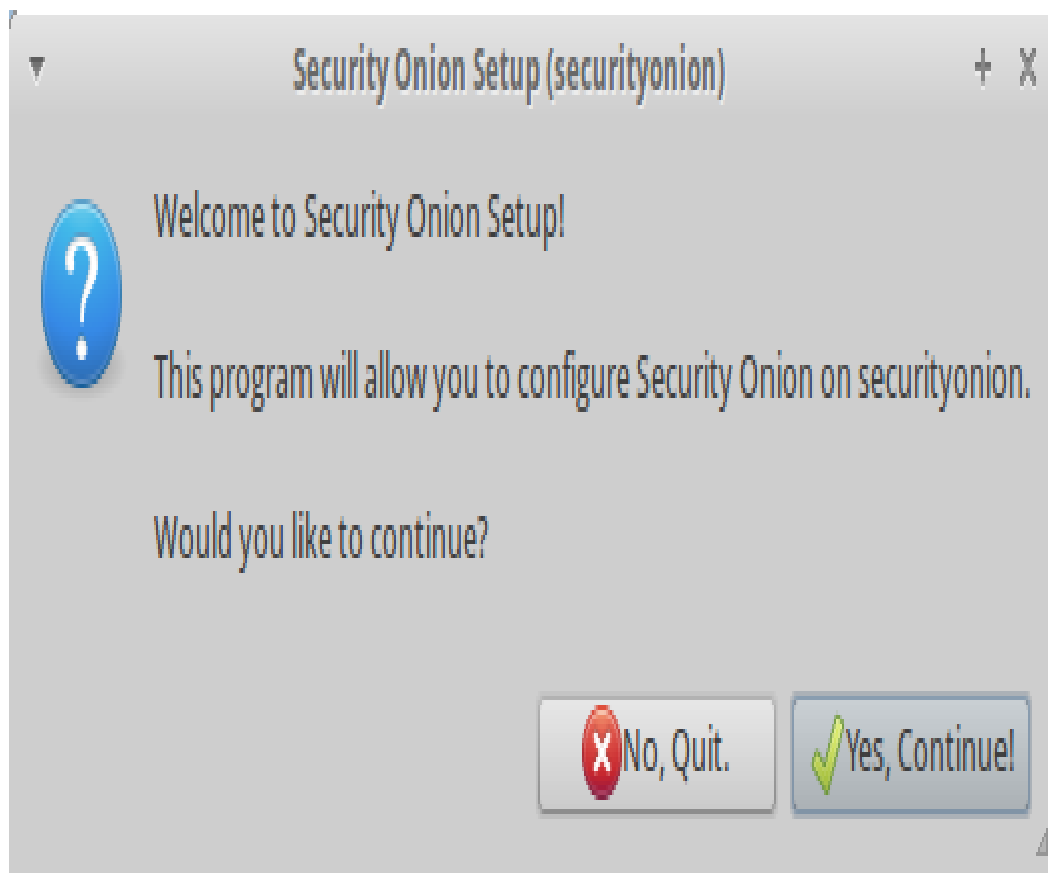 Security Onion Setup (securityonion)
Welcome to Security Onion Setup!
This program will allow you to configure Security Onion on securityonion.
Would you like to continue?
No, Quit.
Yes, Continue!